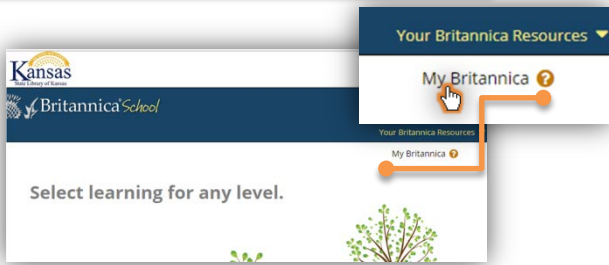 Your Britannica Resources
My Britannica ?
Kansas
State Library of Kansas
Britannica School
Your Britannica Resources
My Britannica ?
Select learning for any level.